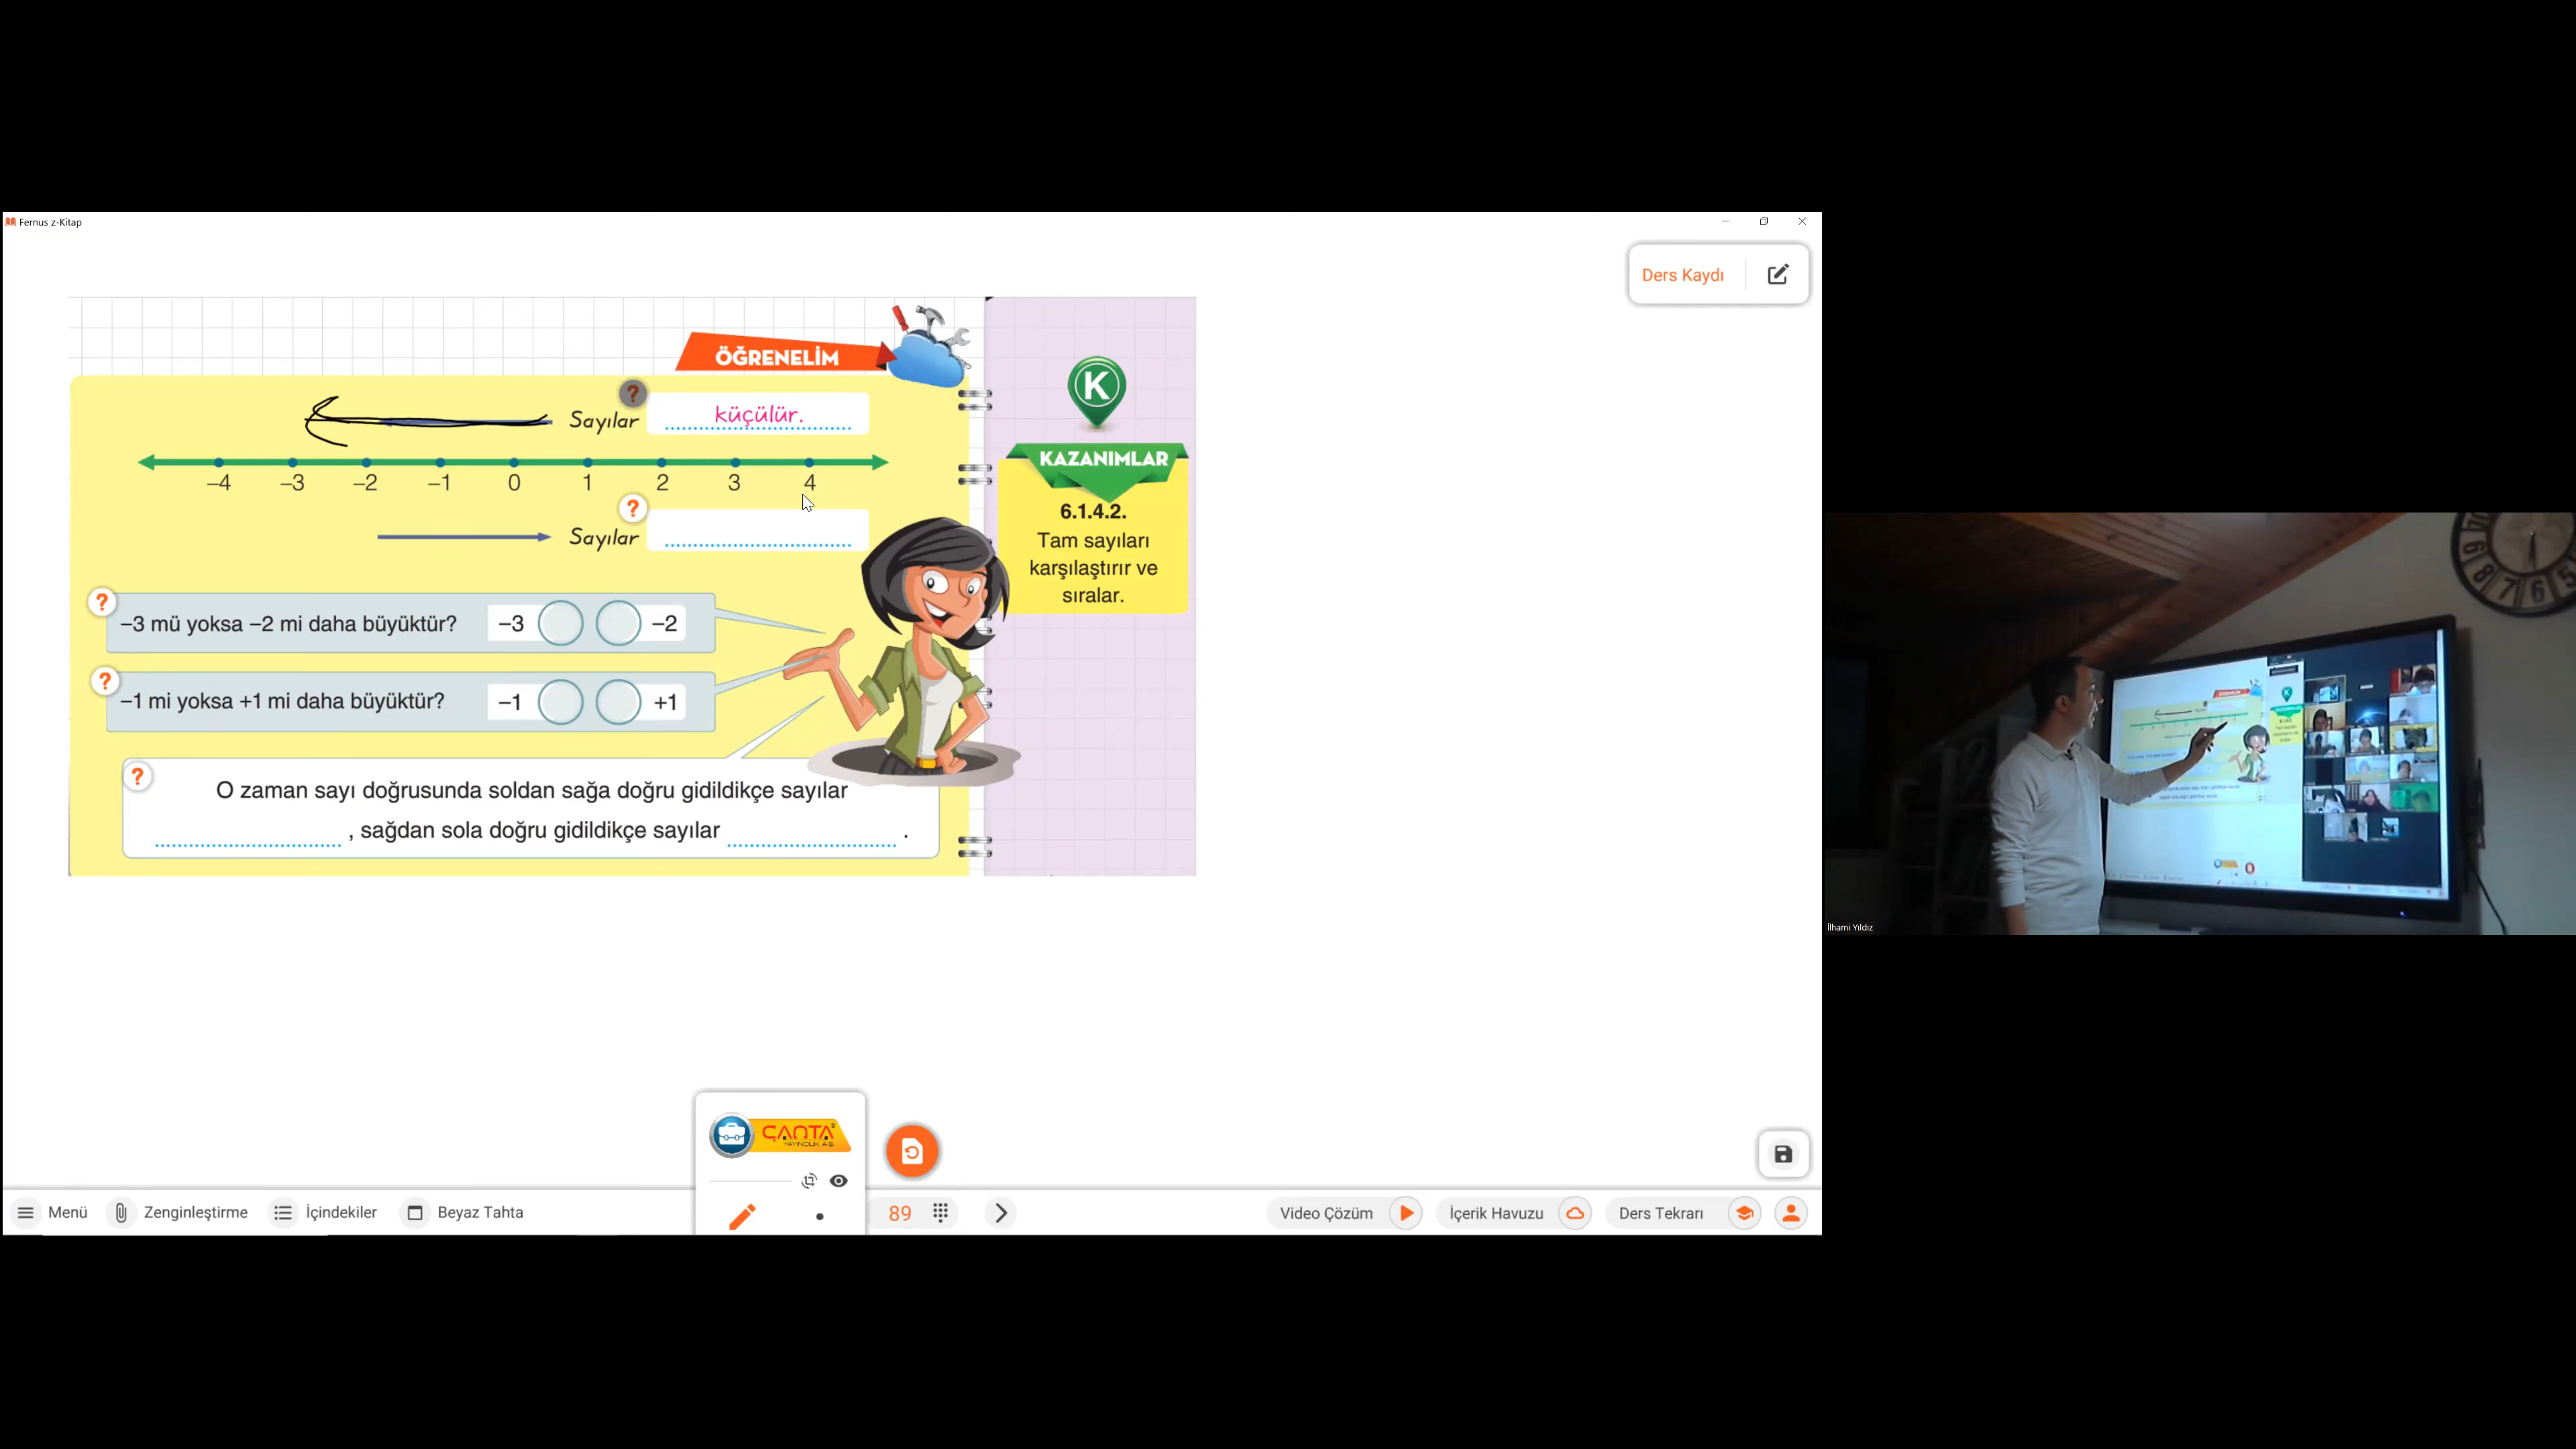 Fernus z-Kitap
Ders Kaydı
ÖĞRENELİM
? Sayılar küçülür.
–4 –3 –2 –1 0 1 2 3 4
? Sayılar
K
KAZANIMLAR
6.1.4.2.
Tam sayıları
karşılaştırır ve
sıralar.
? –3 mü yoksa –2 mi daha büyüktür? –3 –2
? –1 mi yoksa +1 mi daha büyüktür? –1 +1
? O zaman sayı doğrusunda soldan sağa doğru gidildikçe sayılar
, sağdan sola doğru gidildikçe sayılar .
İlhami Yıldız
ÇANTA
YAYINCILIK A.Ş.
Menü Zenginleştirme İçindekiler Beyaz Tahta 89 Video Çözüm İçerik Havuzu Ders Tekrarı